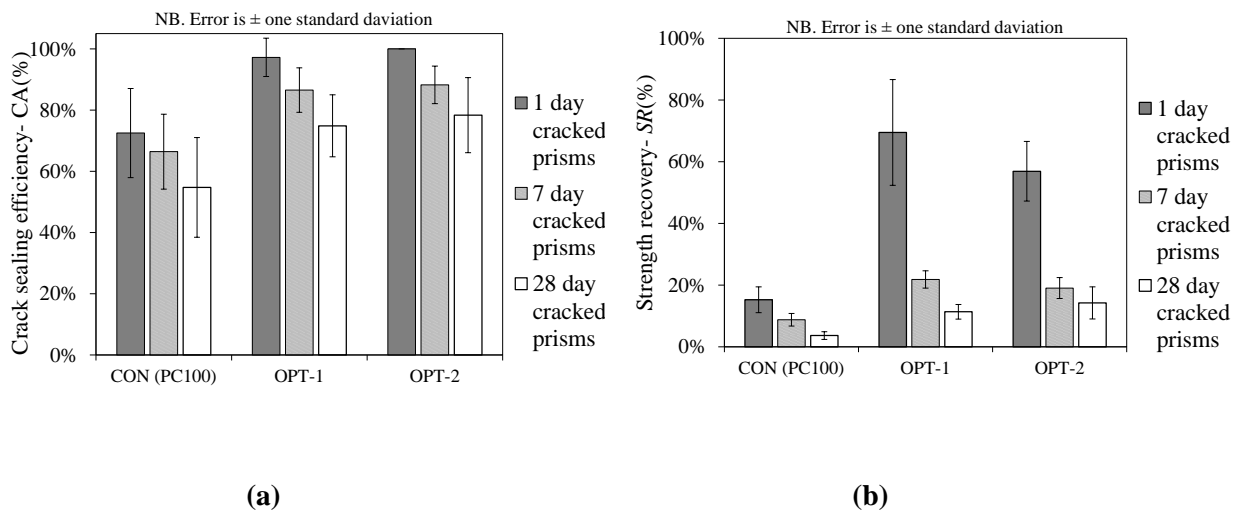 NB. Error is ± one standard daviation
Crack sealing efficiency- CA(%)
100%
80%
60%
40%
20%
0%
CON (PC100)
OPT-1
OPT-2
1 day
cracked
prisms
7 day
cracked
prisms
28 day
cracked
prisms
(a)
NB. Error is ± one standard daviation
Strength recovery- SR(%)
100%
80%
60%
40%
20%
0%
CON (PC100)
OPT-1
OPT-2
1 day
cracked
prisms
7 day
cracked
prisms
28 day
cracked
prisms
(b)